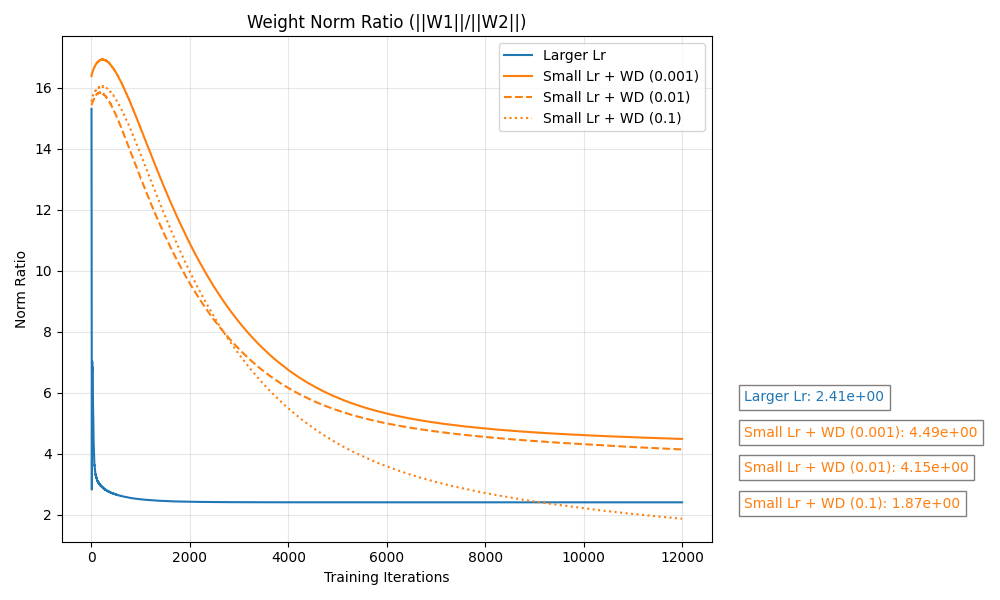 Weight Norm Ratio (||W1||/||W2||)
Norm Ratio
16
14
12
10
8
6
4
2
0
2000
4000
6000
8000
10000
12000
Training Iterations
Larger Lr
Small Lr + WD (0.001)
Small Lr + WD (0.01)
Small Lr + WD (0.1)
Larger Lr: 2.41e+00
Small Lr + WD (0.001): 4.49e+00
Small Lr + WD (0.01): 4.15e+00
Small Lr + WD (0.1): 1.87e+00